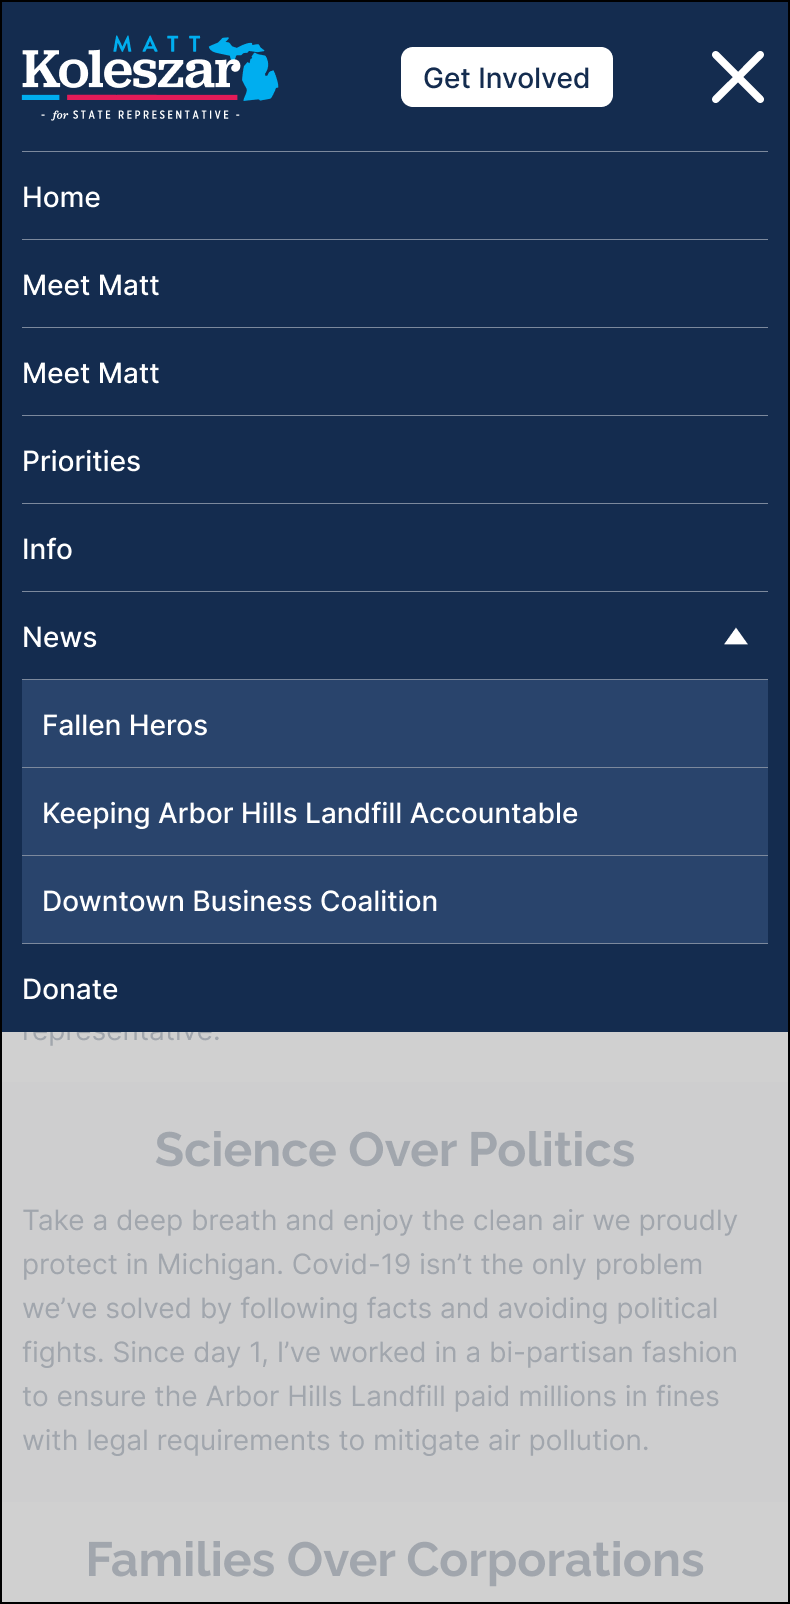 MATT
Koleszar
- for STATE REPRESENTATIVE -
Get Involved
Home
Meet Matt
Meet Matt
Priorities
Info
News
Fallen Heros
Keeping Arbor Hills Landfill Accountable
Downtown Business Coalition
Donate
representative.
Science Over Politics
Take a deep breath and enjoy the clean air we proudly
protect in Michigan. Covid-19 isn’t the only problem
we’ve solved by following facts and avoiding political
fights. Since day 1, I’ve worked in a bi-partisan fashion
to ensure the Arbor Hills Landfill paid millions in fines
with legal requirements to mitigate air pollution.
Families Over Corporations